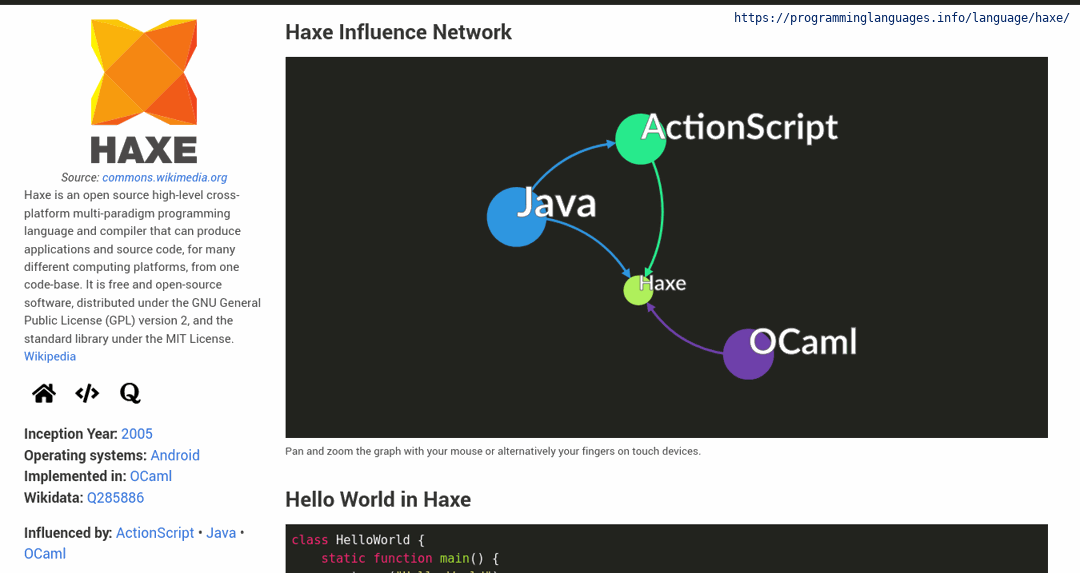 https://programminglanguages.info/language/haxe/
HAXE
Source: commons.wikimedia.org
Haxe is an open source high-level cross-
platform multi-paradigm programming
language and compiler that can produce
applications and source code, for many
different computing platforms, from one
code-base. It is free and open-source
software, distributed under the GNU General
Public License (GPL) version 2, and the
standard library under the MIT License.
Wikipedia
Inception Year: 2005
Operating systems: Android
Implemented in: OCaml
Wikidata: Q285886
Influenced by: ActionScript • Java •
OCaml
Haxe Influence Network
ActionScript
Java
Haxe
OCaml
Pan and zoom the graph with your mouse or alternatively your fingers on touch devices.
Hello World in Haxe
class HelloWorld {
static function main() {